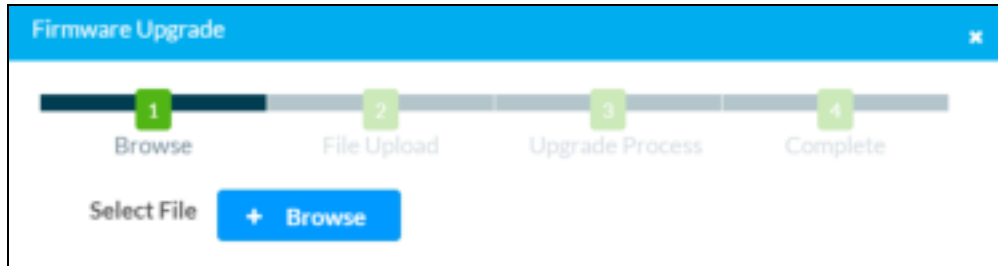 Firmware Upgrade
1 2 3 4
Browse File Upload Upgrade Process Complete
Select File + Browse